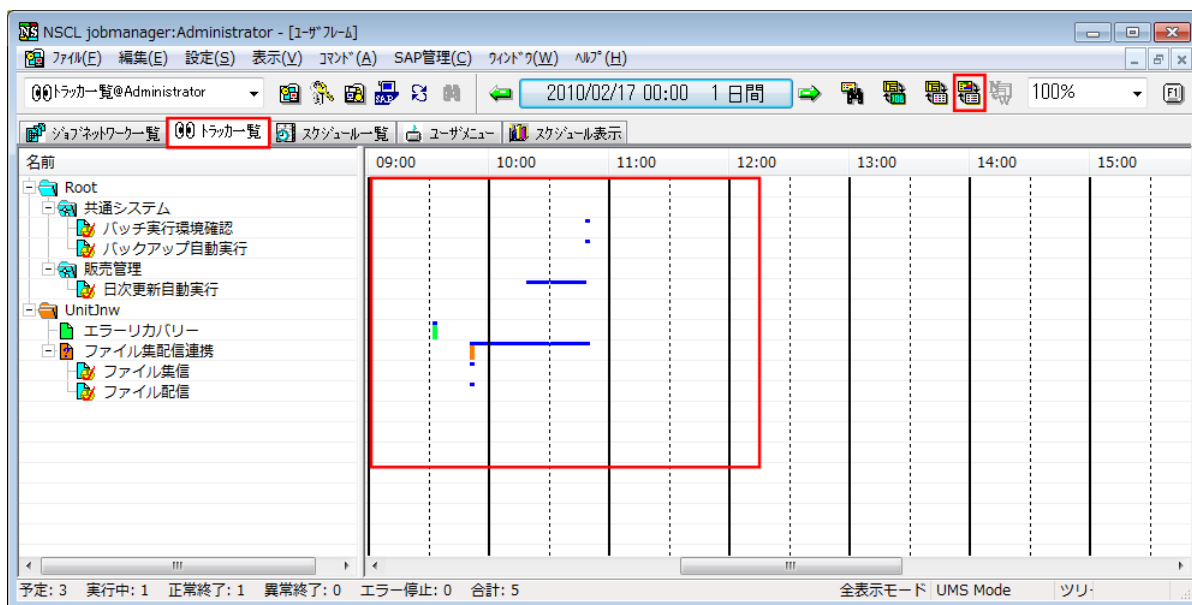 NSCL jobmanager:Administrator - [ﾕｰｻﾞﾌﾚｰﾑ]
ﾌｧｲﾙ(F) 編集(E) 設定(S) 表示(V) ｺﾏﾝﾄﾞ(A) SAP管理(C) ｳｨﾝﾄﾞｳ(W) ﾍﾙﾌﾟ(H)
ﾄﾗｯｶｰ一覧@Administrator SAP 2010/02/17 00:00 1 日間 100% F1
ｼﾞｮﾌﾞﾈｯﾄﾜｰｸ一覧 ﾄﾗｯｶｰ一覧 ｽｹｼﾞｭｰﾙ一覧 ﾕｰｻﾞﾒﾆｭｰ ｽｹｼﾞｭｰﾙ表示
名前 09:00 10:00 11:00 12:00 13:00 14:00 15:00
Root
共通システム
バッチ実行環境確認
バックアップ自動実行
販売管理
日次更新自動実行
UnitJnw
エラーリカバリー
ファイル集配信連携
ファイル集信
ファイル配信
予定: 3 実行中: 1 正常終了: 1 異常終了: 0 エラー停止: 0 合計: 5 全表示モード UMS Mode ツリ